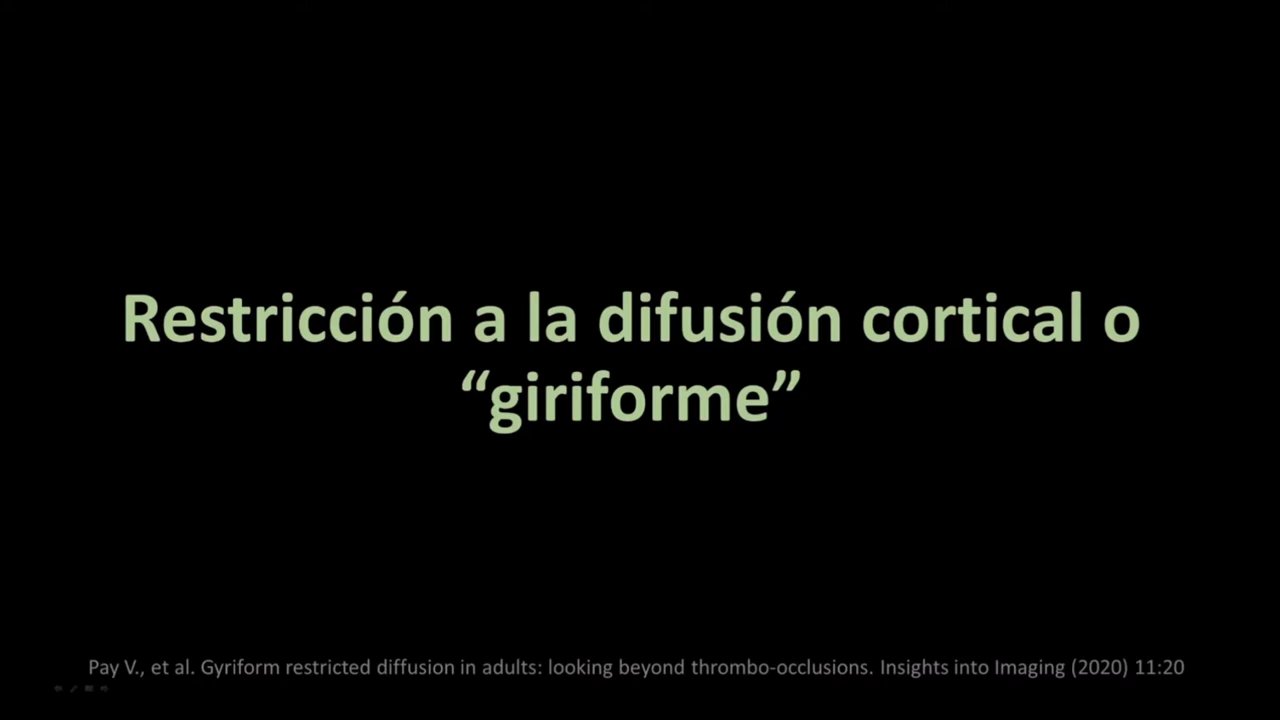 Restricción a la difusión cortical o
“giriforme”
Pay V., et al. Gyriform restricted diffusion in adults: looking beyond thrombo-occlusions. Insights into Imaging (2020) 11:20